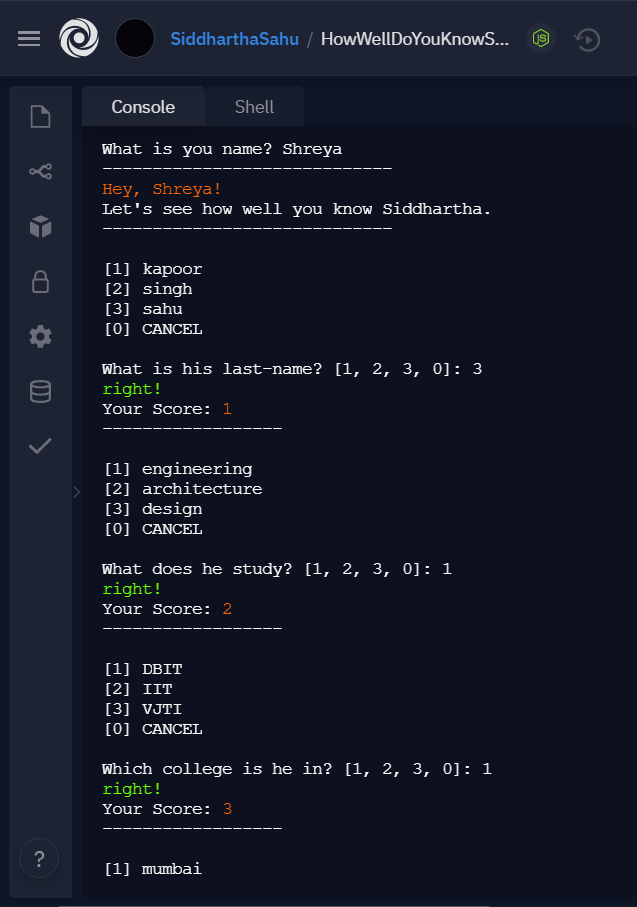 SiddharthaSahu / HowWellDoYouKnowS...
JS
Console Shell
What is you name? Shreya
-----------------------------
Hey, Shreya!
Let's see how well you know Siddhartha.
-----------------------------
[1] kapoor
[2] singh
[3] sahu
[0] CANCEL
What is his last-name? [1, 2, 3, 0]: 3
right!
Your Score: 1
------------------
[1] engineering
[2] architecture
[3] design
[0] CANCEL
What does he study? [1, 2, 3, 0]: 1
right!
Your Score: 2
------------------
[1] DBIT
[2] IIT
[3] VJTI
[0] CANCEL
Which college is he in? [1, 2, 3, 0]: 1
right!
Your Score: 3
------------------
[1] mumbai
?